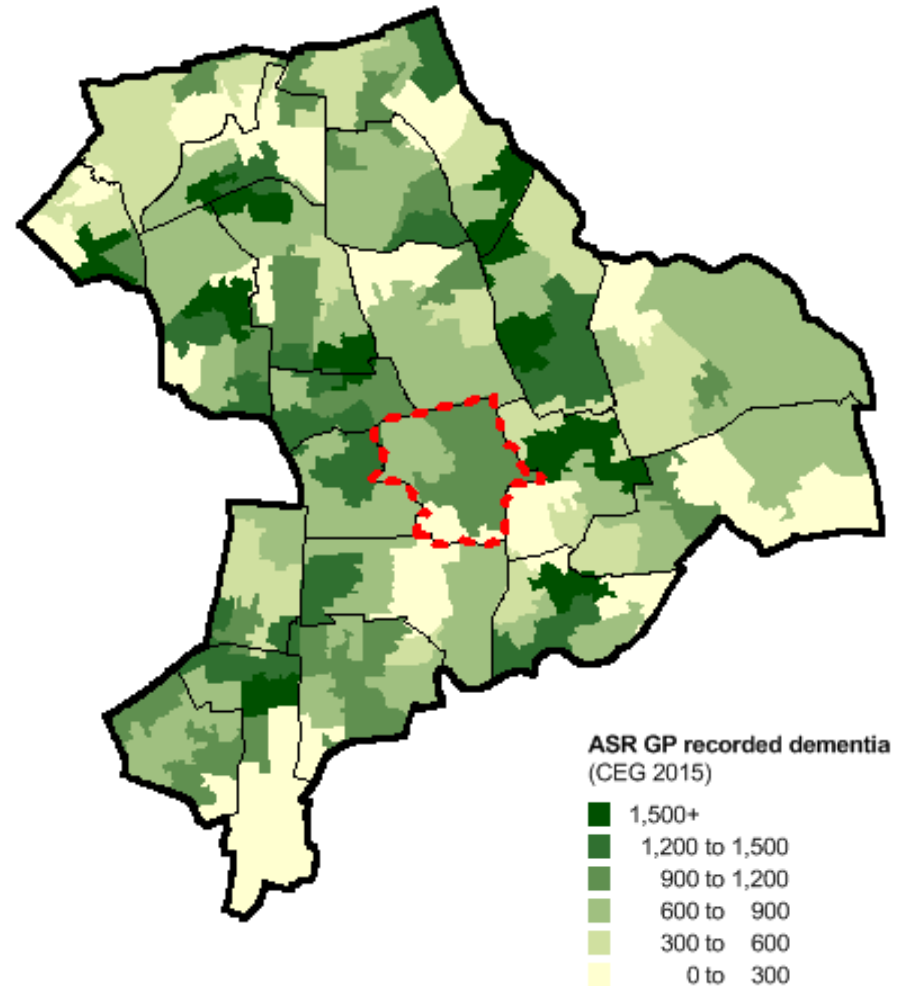 ASR GP recorded dementia
(CEG 2015)
1,500+
1,200 to 1,500
900 to 1,200
600 to 900
300 to 600
0 to 300